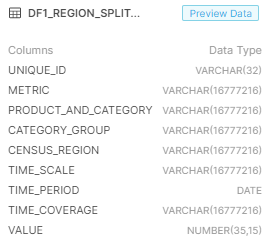 DF1_REGION_SPLIT... Preview Data
Columns Data Type
UNIQUE_ID VARCHAR(32)
METRIC VARCHAR(16777216)
PRODUCT_AND_CATEGORY VARCHAR(16777216)
CATEGORY_GROUP VARCHAR(16777216)
CENSUS_REGION VARCHAR(16777216)
TIME_SCALE VARCHAR(16777216)
TIME_PERIOD DATE
TIME_COVERAGE VARCHAR(16777216)
VALUE NUMBER(35,15)